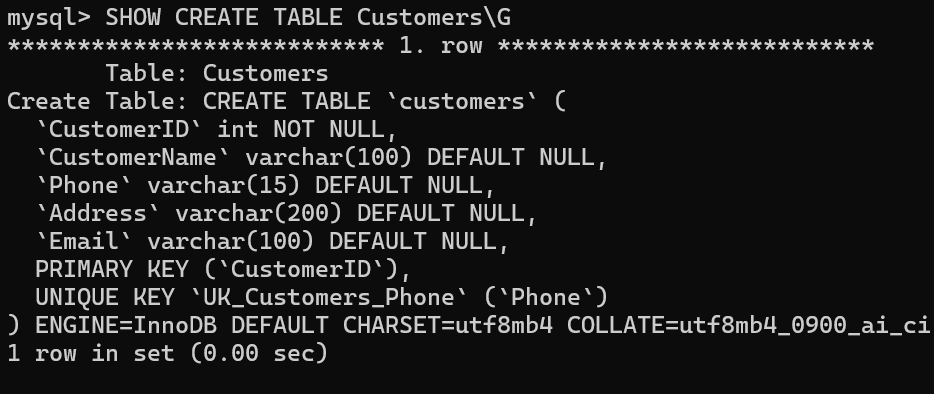 mysql> SHOW CREATE TABLE Customers\G
*************************** 1. row ***************************
       Table: Customers
Create Table: CREATE TABLE `customers` (
  `CustomerID` int NOT NULL,
  `CustomerName` varchar(100) DEFAULT NULL,
  `Phone` varchar(15) DEFAULT NULL,
  `Address` varchar(200) DEFAULT NULL,
  `Email` varchar(100) DEFAULT NULL,
  PRIMARY KEY (`CustomerID`),
  UNIQUE KEY `UK_Customers_Phone` (`Phone`)
) ENGINE=InnoDB DEFAULT CHARSET=utf8mb4 COLLATE=utf8mb4_0900_ai_ci
1 row in set (0.00 sec)